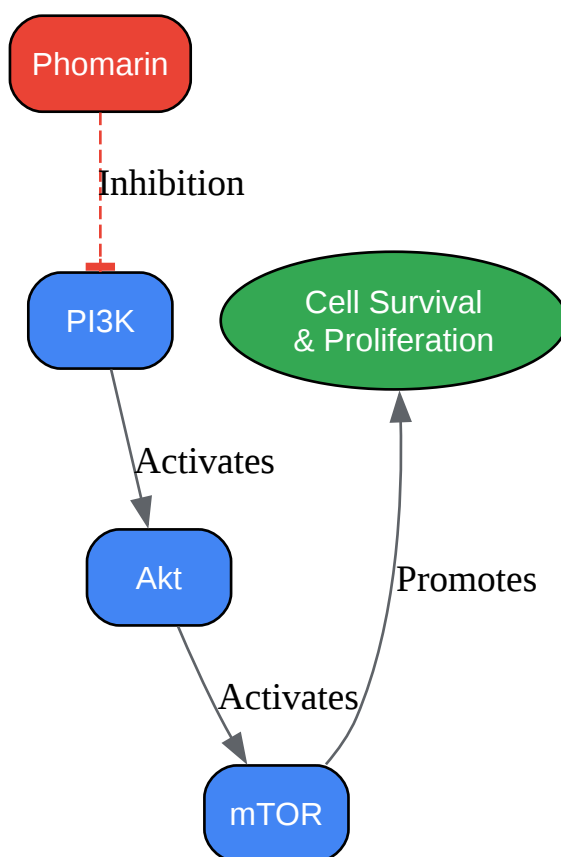 Phomarin
Inhibition
PI3K
Cell Survival
& Proliferation
Activates
Akt
Promotes
Activates
mTOR